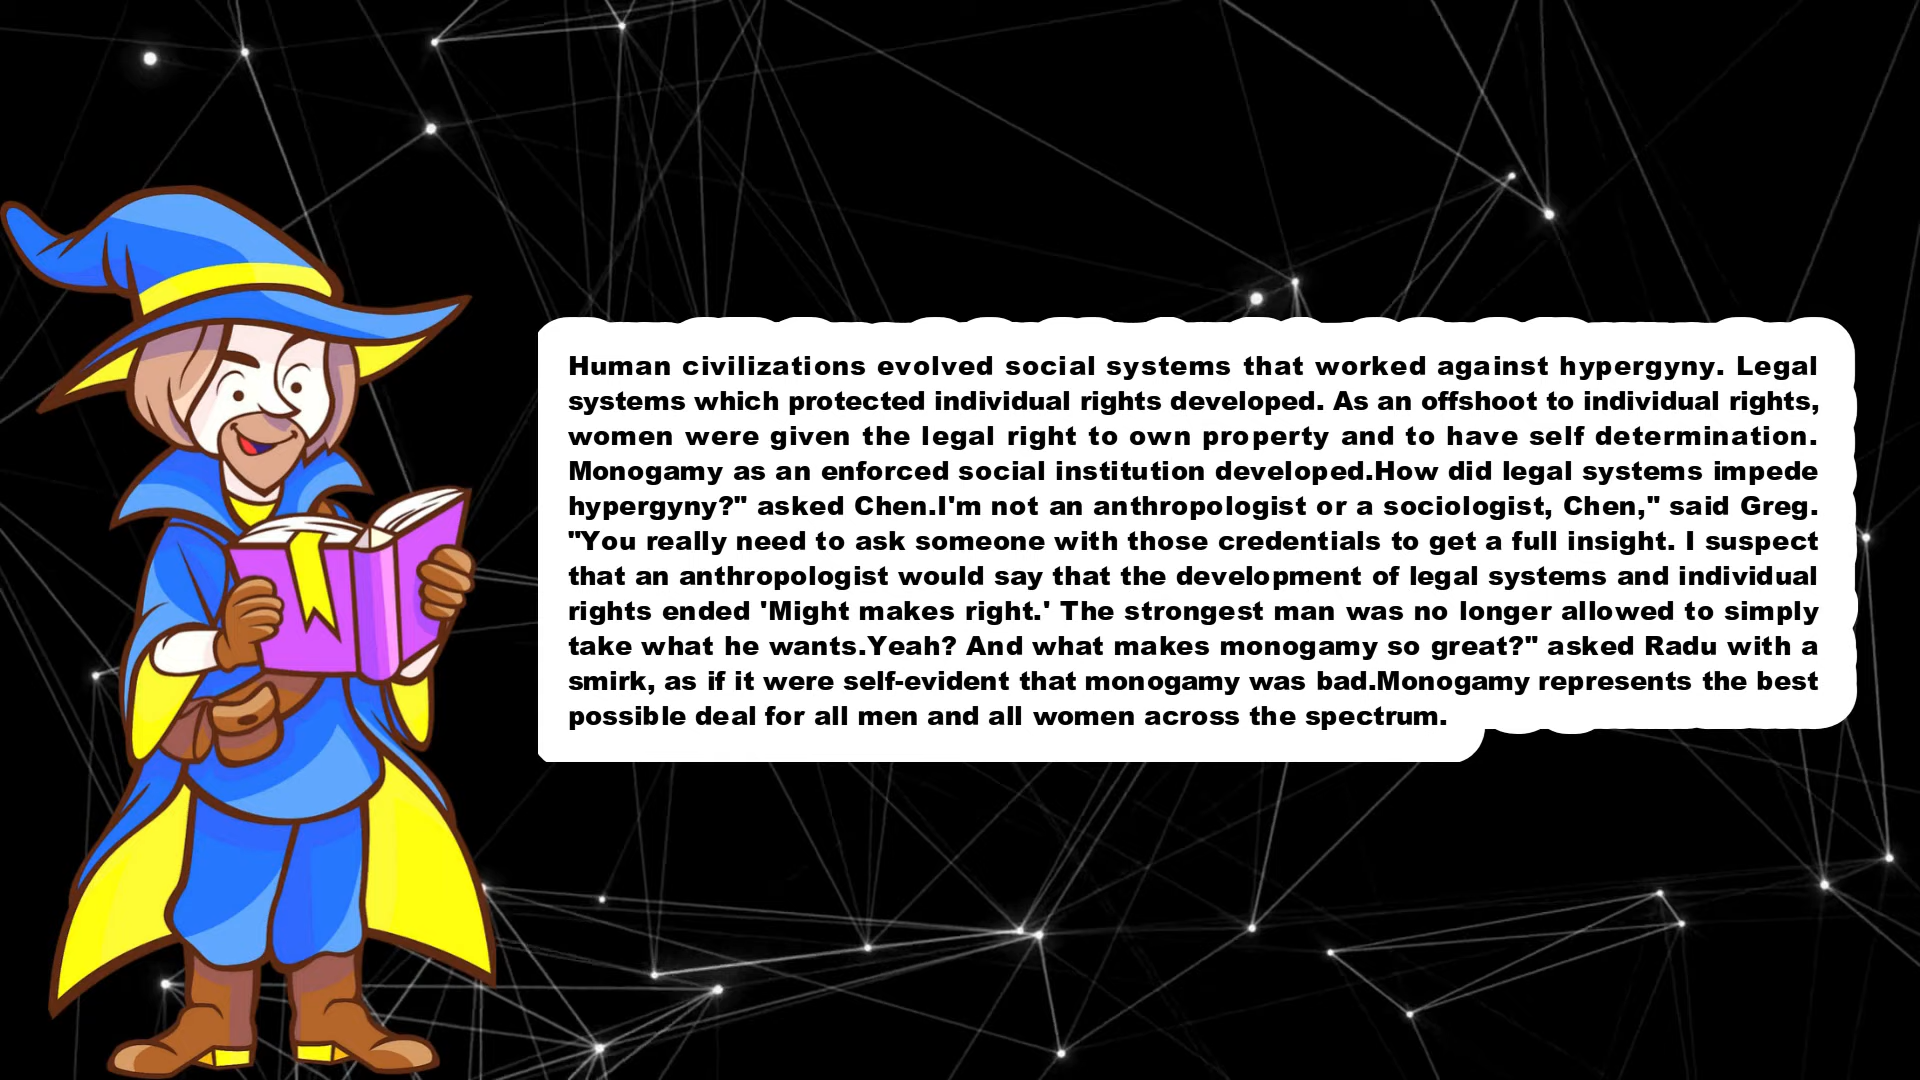 Human civilizations evolved social systems that worked against hypergyny. Legal
systems which protected individual rights developed. As an offshoot to individual rights,
women were given the legal right to own property and to have self determination.
Monogamy as an enforced social institution developed.How did legal systems impede
hypergyny?" asked Chen.I'm not an anthropologist or a sociologist, Chen," said Greg.
"You really need to ask someone with those credentials to get a full insight. I suspect
that an anthropologist would say that the development of legal systems and individual
rights ended 'Might makes right.' The strongest man was no longer allowed to simply
take what he wants.Yeah? And what makes monogamy so great?" asked Radu with a
smirk, as if it were self-evident that monogamy was bad.Monogamy represents the best
possible deal for all men and all women across the spectrum.